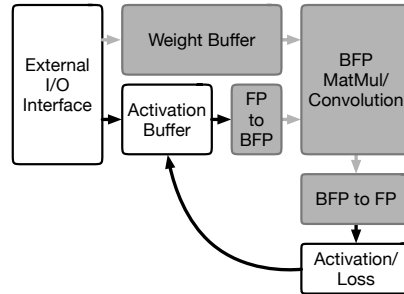 External
I/O
Interface
Weight Buffer
Activation
Buffer
FP
to
BFP
BFP
MatMul/
Convolution
BFP to FP
Activation/
Loss